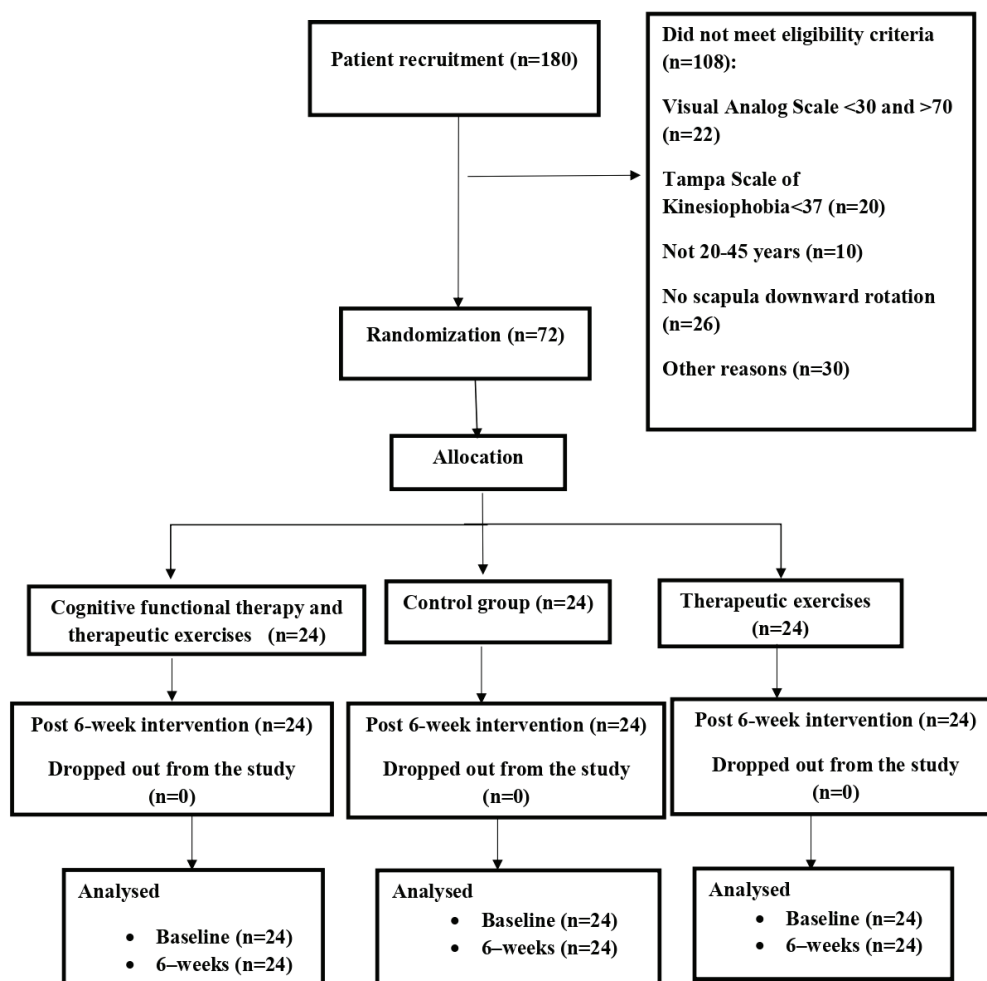 Patient recruitment (n=180)
Did not meet eligibility criteria
(n=108):
Visual Analog Scale <30 and >70
(n=22)
Tampa Scale of
Kinesiophobia<37 (n=20)
Not 20-45 years (n=10)
No scapula downward rotation
(n=26)
Other reasons (n=30)
Randomization (n=72)
Allocation
Cognitive functional therapy and
therapeutic exercises (n=24)
Control group (n=24)
Therapeutic exercises
(n=24)
Post 6-week intervention (n=24)
Dropped out from the study
(n=0)
Post 6-week intervention (n=24)
Dropped out from the study
(n=0)
Post 6-week intervention (n=24)
Dropped out from the study
(n=0)
Analysed
• Baseline (n=24)
• 6–weeks (n=24)
Analysed
• Baseline (n=24)
• 6–weeks (n=24)
Analysed
• Baseline (n=24)
• 6–weeks (n=24)